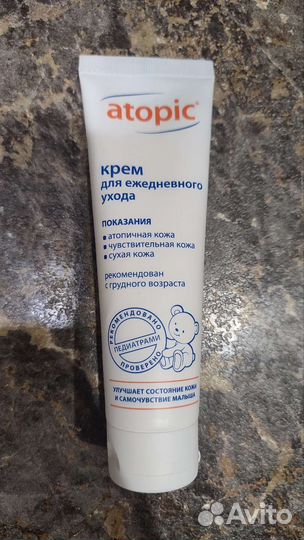 atopic®
крем
для ежедневного
ухода
ПОКАЗАНИЯ
▪ атопичная кожа
▪ чувствительная кожа
▪ сухая кожа
рекомендован
с грудного возраста
РЕКОМЕНДОВАНО
ПЕДИАТРАМИ
ПРОВЕРЕНО
УЛУЧШАЕТ СОСТОЯНИЕ КОЖИ
И САМОЧУВСТВИЕ МАЛЫША
Avito